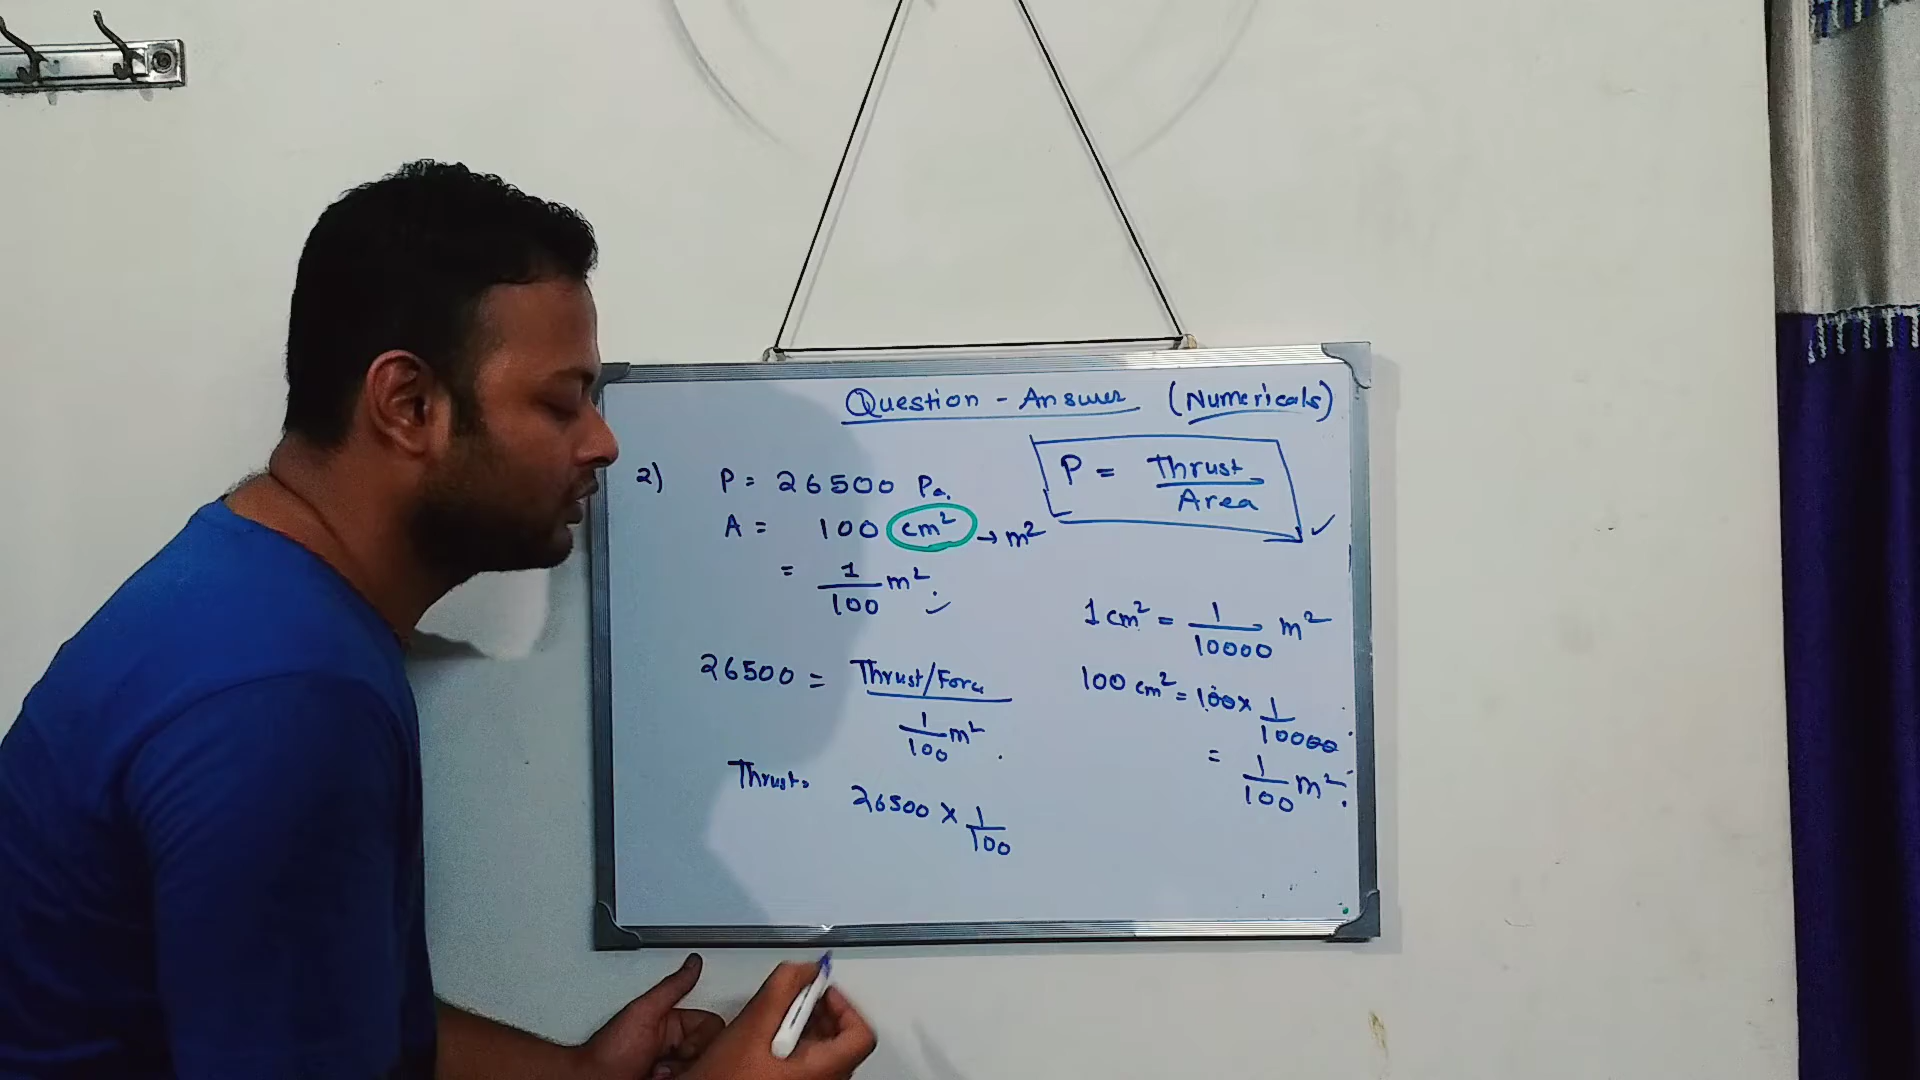 Question - Answer (Numericals)
P = Thrust / Area
2) P = 26500 Pa.
A = 100 cm² → m²
= 1/100 m².
26500 = Thrust/Force / 1/100 m²
Thrust = 26500 × 1/100
1 cm² = 1/10000 m²
100 cm² = 100 × 1/10000
= 1/100 m²